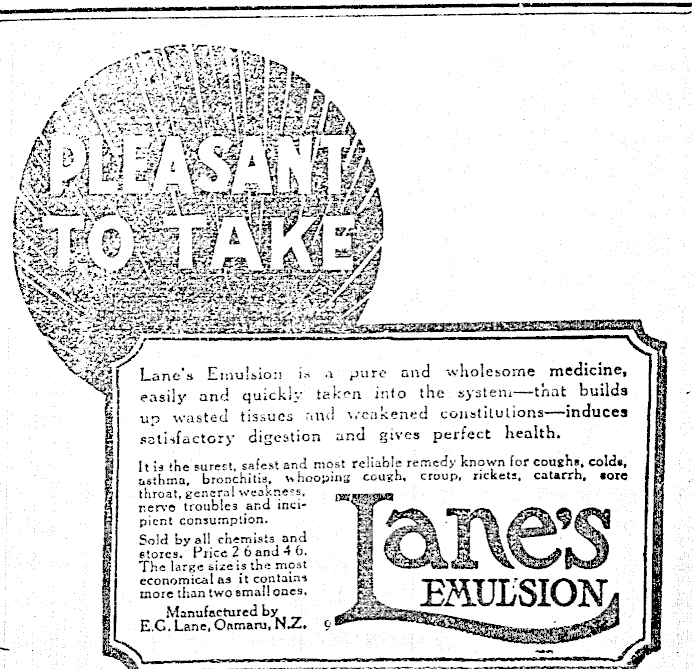 PLEASANT
TO TAKE
Lane's Emulsion is a pure and wholesome medicine,
easily and quickly taken into the system—that builds
up wasted tissues and weakened constitutions—induces
satisfactory digestion and gives perfect health.
It is the surest, safest and most reliable remedy known for coughs, colds,
asthma, bronchitis, whooping cough, croup, rickets, catarrh, sore
throat, general weakness,
nerve troubles and inci-
pient consumption.
Sold by all chemists and
stores. Price 2 6 and 4 6.
The large size is the most
economical as it contains
more than two small ones.
Manufactured by
E.C. Lane, Oamaru, N.Z.
9
Lane's
EMULSION